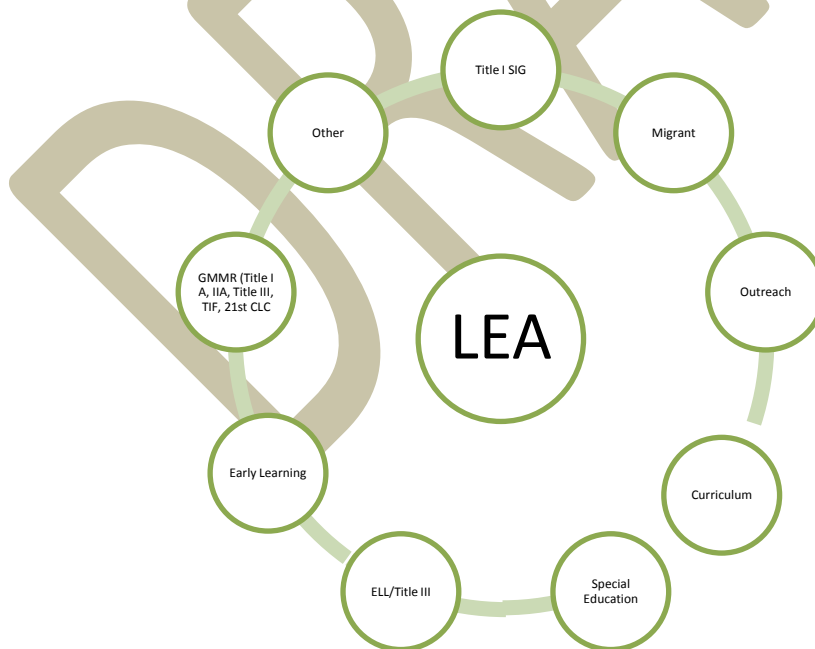 Title I SIG
Other
Migrant
GMMR (Title I
A, IIA, Title III,
TIF, 21st CLC
Outreach
LEA
Early Learning
Curriculum
ELL/Title III
Special
Education